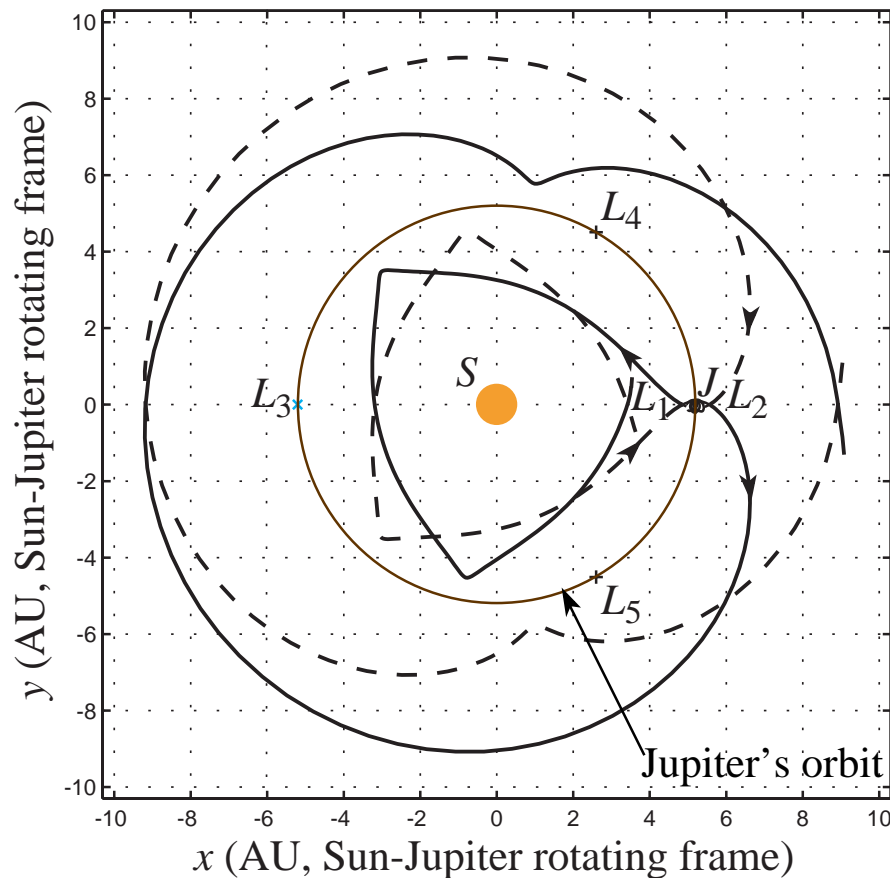 10
8
6
4
2
0
-2
-4
-6
-8
-10
y (AU, Sun-Jupiter rotating frame)
L4
S
L3
L1
J
L2
L5
Jupiter's orbit
-10 -8 -6 -4 -2 0 2 4 6 8 10
x (AU, Sun-Jupiter rotating frame)